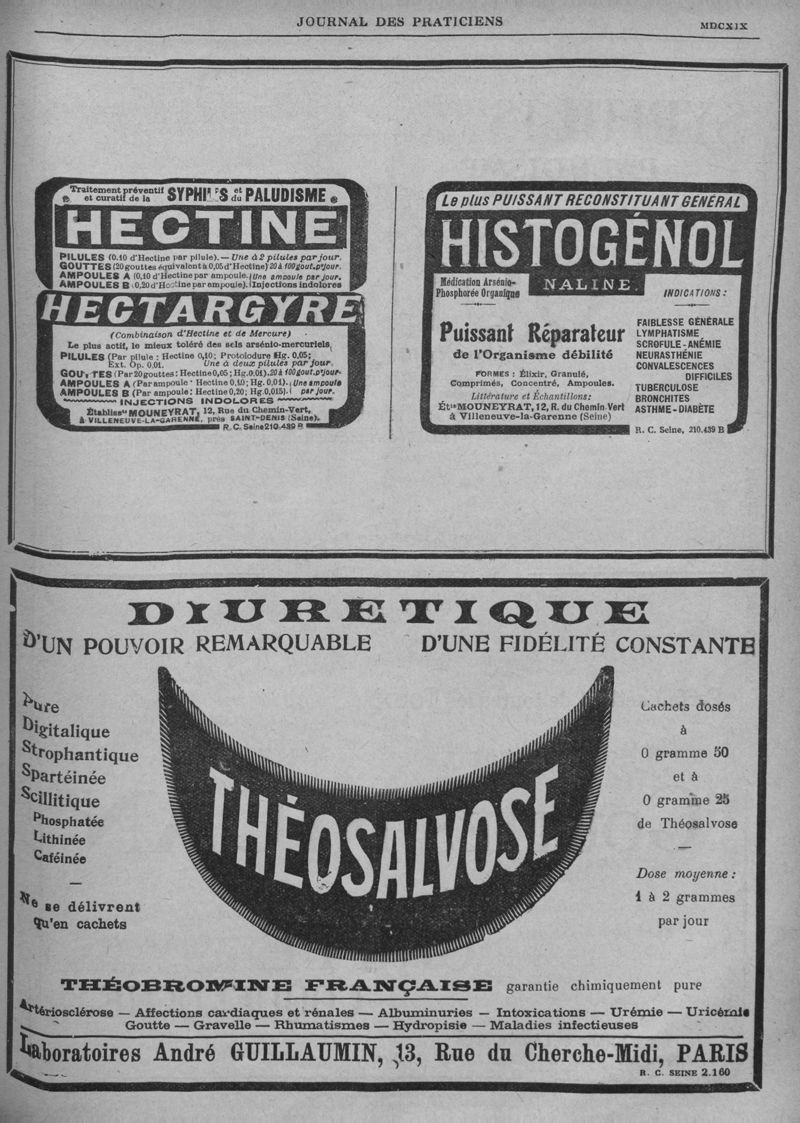 JOURNAL DES PRATICIENS
MDCXIX
Traitement préventif et curatif de la SYPHILIS et du PALUDISME
HECTINE
PILULES (0.10 d'Hectine par pilule).— Une à 2 pilules par jour.
GOUTTES (20 gouttes équivalent à 0,05 d'Hectine) 20 à 100 gout. p' jour.
AMPOULES A (0,10 d'Hectine par ampoule.) Une ampoule par jour.
AMPOULES B (0,20 d'Hectine par ampoule). Injections indolores
HECTARGYRE
(Combinaison d'Hectine et de Mercure)
Le plus actif, le mieux toléré des sels arsénio-mercuriels.
PILULES (Par pilule : Hectine 0,10; Protoiodure Hg. 0,05;
Ext. Op. 0,01. Une à deux pilules par jour.
GOUTTES (Par 20 gouttes: Hectine 0,05; Hg. 0.01). 20 à 100 gout. p' jour
AMPOULES A (Par ampoule: Hectine 0,10; Hg. 0,01). Une ampoule
AMPOULES B (Par ampoule: Hectine 0,20; Hg. 0,015). par jour.
INJECTIONS INDOLORES
Établiss ts MOUNEYRAT, 12, Rue du Chemin-Vert,
à VILLENEUVE-LA-GARENNE, près SAINT-DENIS (Seine).
R. C. Seine 210.439 B
Le plus PUISSANT RECONSTITUANT GÉNÉRAL
HISTOGÉNOL
NALINE
Médication Arsénio-
Phosphorée Organique
Puissant Réparateur
de l'Organisme débilité
FORMES : Élixir, Granulé,
Comprimés, Concentré, Ampoules.
Littérature et Échantillons:
Ét ts MOUNEYRAT, 12, R. du Chemin-Vert
à Villeneuve-la-Garenne (Seine)
INDICATIONS :
FAIBLESSE GÉNÉRALE
LYMPHATISME
SCROFULE - ANÉMIE
NEURASTHÉNIE
CONVALESCENCES
DIFFICILES
TUBERCULOSE
BRONCHITES
ASTHME - DIABÈTE
R. C. Seine, 210.439 B
DIURETIQUE
D'UN POUVOIR REMARQUABLE D'UNE FIDÉLITÉ CONSTANTE
Pure
Digitalique
Strophantique
Spartéinée
Scillitique
Phosphatée
Lithinée
Caféinée
Ne se délivrent
qu'en cachets
THÉOSALVOSE
Cachets dosés
à
0 gramme 50
et à
0 gramme 25
de Théosalvose
Dose moyenne :
1 à 2 grammes
par jour
THÉOBROMINE FRANÇAISE garantie chimiquement pure
Artériosclérose — Affections cardiaques et rénales — Albuminuries — Intoxications — Urémie — Uricémie
Goutte — Gravelle — Rhumatismes — Hydropisie — Maladies infectieuses
Laboratoires André GUILLAUMIN, 13, Rue du Cherche-Midi, PARIS
R. C. SEINE 2.160